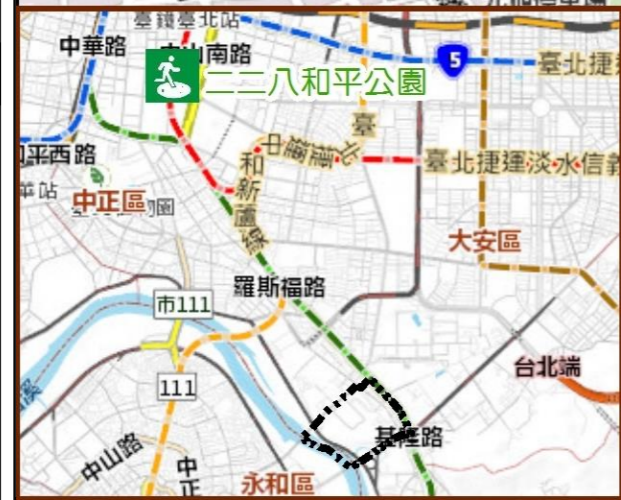 臺鐵臺北站
中華路
中山南路
5
臺北捷運
二二八和平公園
臺
和平西路
臺北捷運淡水信義
中和新蘆線
中正區
大安區
羅斯福路
市111
台北端
111
基隆路
中山路
中正
永和區